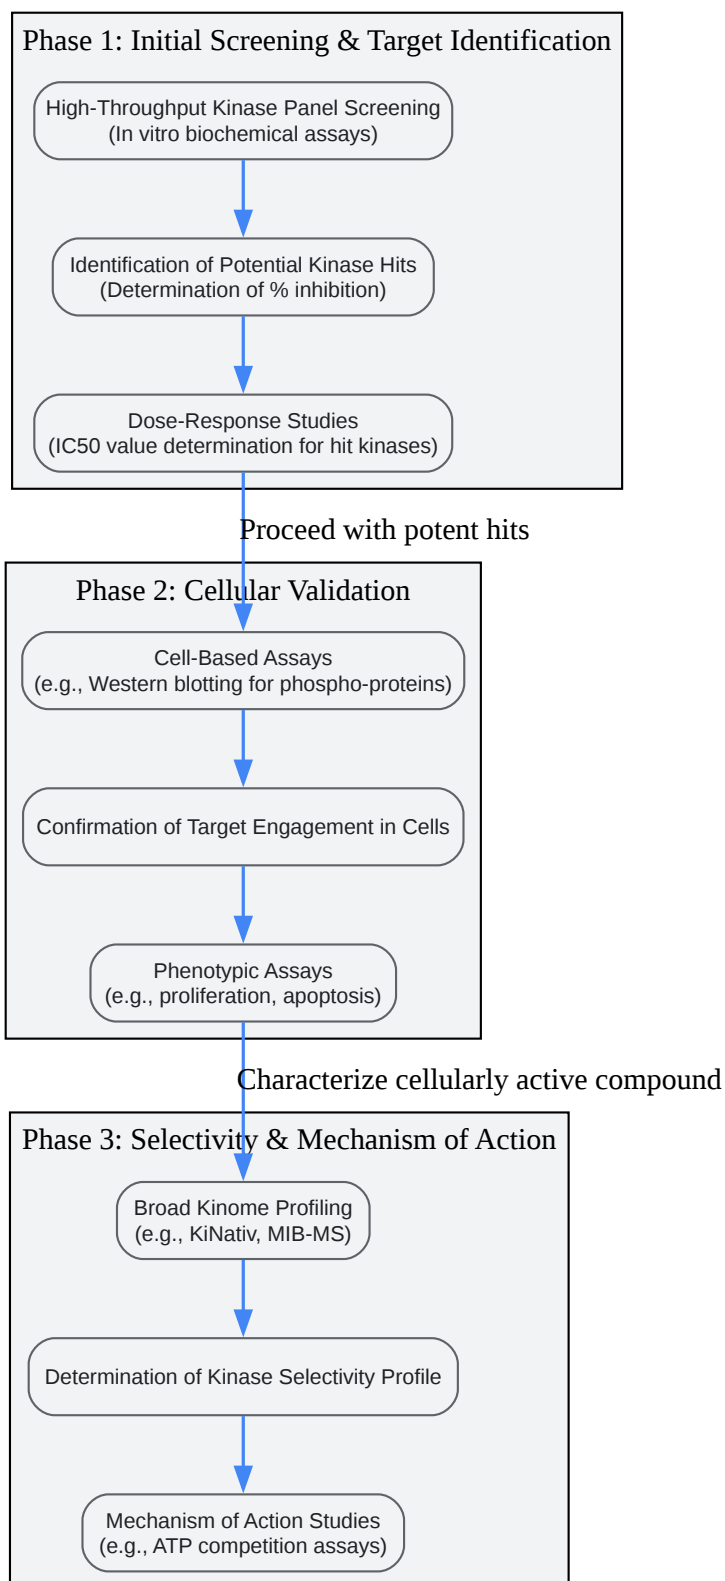 Phase 1: Initial Screening & Target Identification
High-Throughput Kinase Panel Screening
(In vitro biochemical assays)
Identification of Potential Kinase Hits
(Determination of % inhibition)
Dose-Response Studies
(IC50 value determination for hit kinases)
Proceed with potent hits
Phase 2: Cellular Validation
Cell-Based Assays
(e.g., Western blotting for phospho-proteins)
Confirmation of Target Engagement in Cells
Phenotypic Assays
(e.g., proliferation, apoptosis)
Characterize cellularly active compound
Phase 3: Selectivity & Mechanism of Action
Broad Kinome Profiling
(e.g., KiNativ, MIB-MS)
Determination of Kinase Selectivity Profile
Mechanism of Action Studies
(e.g., ATP competition assays)